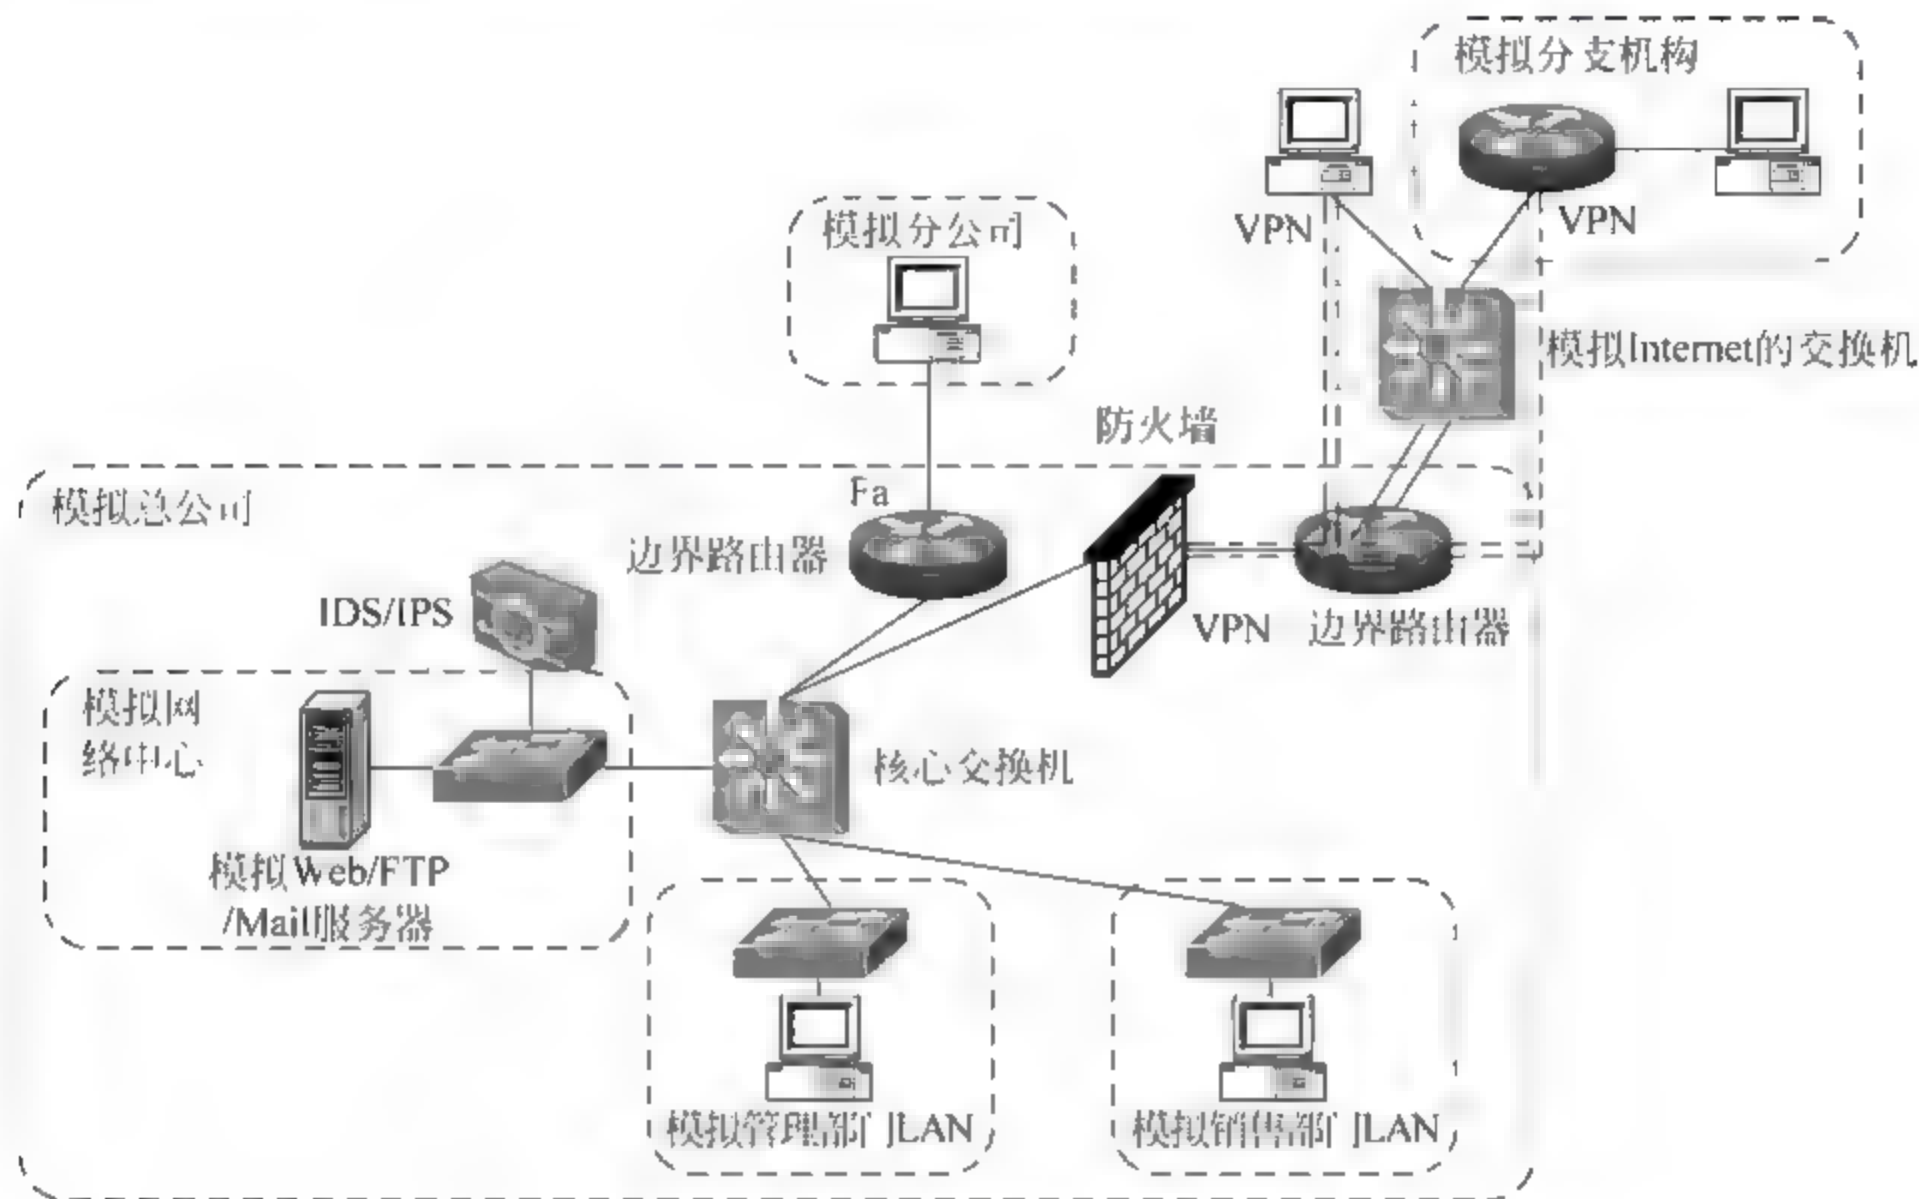 模拟分支机构
VPN
VPN
模拟分公司
模拟Internet的交换机
防火墙
模拟总公司
Fa
边界路由器
IDS/IPS
VPN
边界路由器
模拟网
络中心
核心交换机
模拟Web/FTP
/Mail服务器
模拟管理部门LAN
模拟销售部门LAN